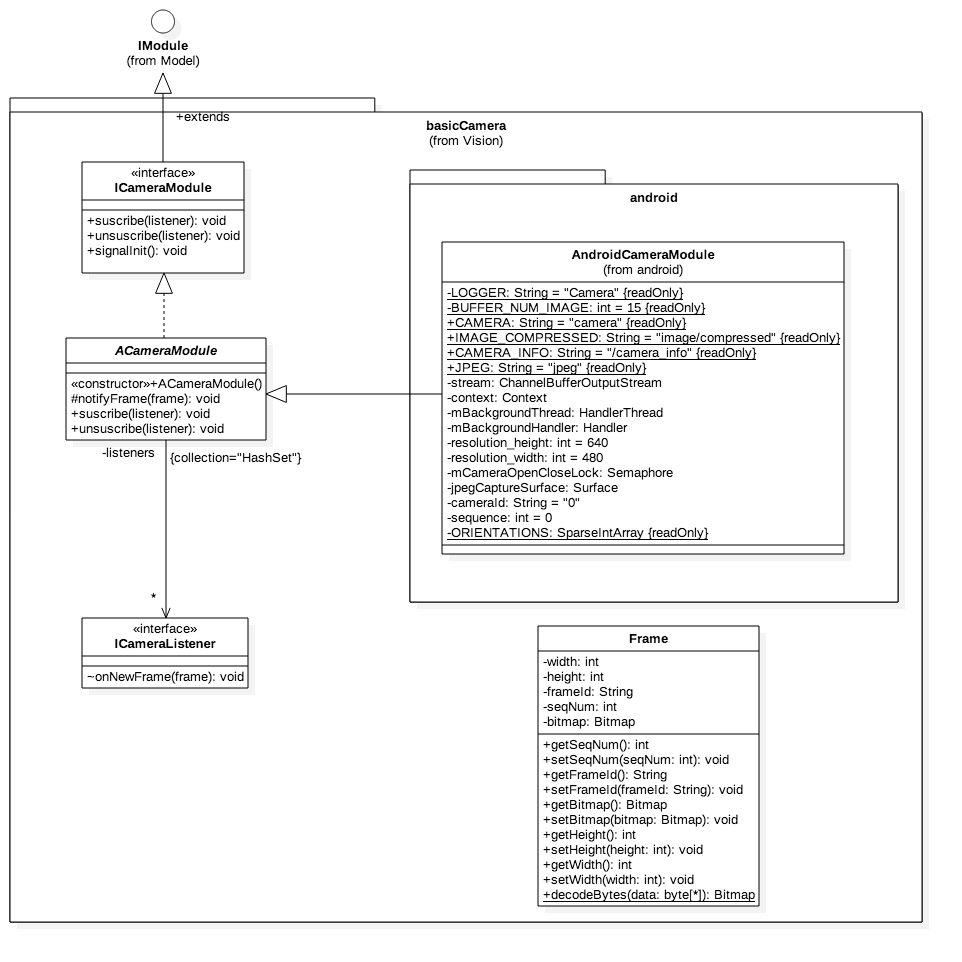 IModule
(from Model)
+extends
basicCamera
(from Vision)
«interface»
ICameraModule
+suscribe(listener): void
+unsuscribe(listener): void
+signalInit(): void
android
AndroidCameraModule
(from android)
-LOGGER: String = "Camera" {readOnly}
-BUFFER_NUM_IMAGE: int = 15 {readOnly}
+CAMERA: String = "camera" {readOnly}
+IMAGE_COMPRESSED: String = "image/compressed" {readOnly}
+CAMERA_INFO: String = "/camera_info" {readOnly}
+JPEG: String = "jpeg" {readOnly}
-stream: ChannelBufferOutputStream
-context: Context
-mBackgroundThread: HandlerThread
-mBackgroundHandler: Handler
-resolution_height: int = 640
-resolution_width: int = 480
-mCameraOpenCloseLock: Semaphore
-jpegCaptureSurface: Surface
-cameraId: String = "0"
-sequence: int = 0
-ORIENTATIONS: SparseIntArray {readOnly}
ACameraModule
«constructor»+ACameraModule()
#notifyFrame(frame): void
+suscribe(listener): void
+unsuscribe(listener): void
-listeners
{collection="HashSet"}
*
«interface»
ICameraListener
~onNewFrame(frame): void
Frame
-width: int
-height: int
-frameId: String
-seqNum: int
-bitmap: Bitmap
+getSeqNum(): int
+setSeqNum(seqNum: int): void
+getFrameId(): String
+setFrameId(frameId: String): void
+getBitmap(): Bitmap
+setBitmap(bitmap: Bitmap): void
+getHeight(): int
+setHeight(height: int): void
+getWidth(): int
+setWidth(width: int): void
+decodeBytes(data: byte[*]): Bitmap